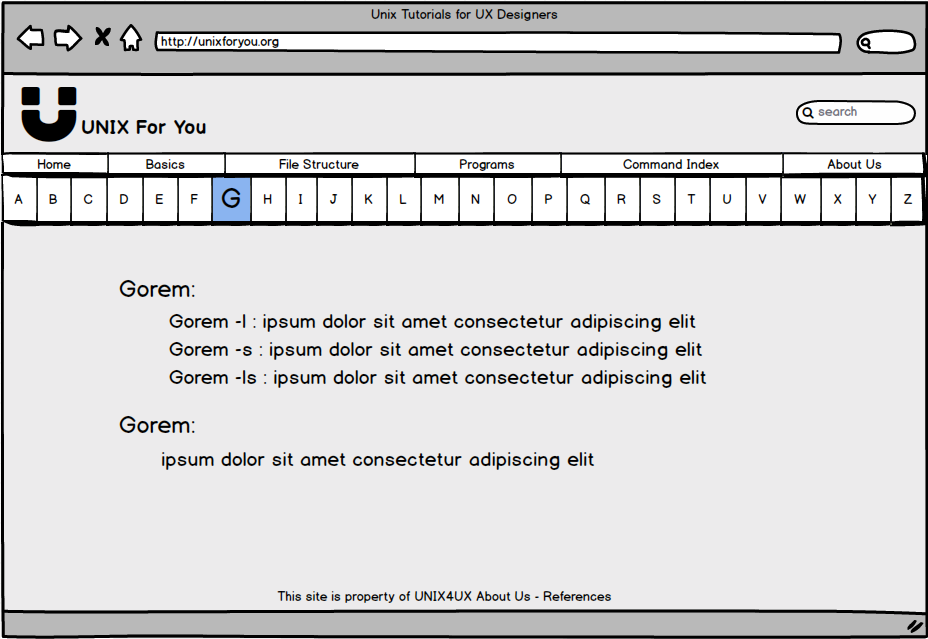 Unix Tutorials for UX Designers
http://unixforyou.org
UNIX For You
search
Home Basics File Structure Programs Command Index About Us
A B C D E F G H I J K L M N O P Q R S T U V W X Y Z
Gorem:
Gorem -l : ipsum dolor sit amet consectetur adipiscing elit
Gorem -s : ipsum dolor sit amet consectetur adipiscing elit
Gorem -ls : ipsum dolor sit amet consectetur adipiscing elit
Gorem:
ipsum dolor sit amet consectetur adipiscing elit
This site is property of UNIX4UX About Us - References